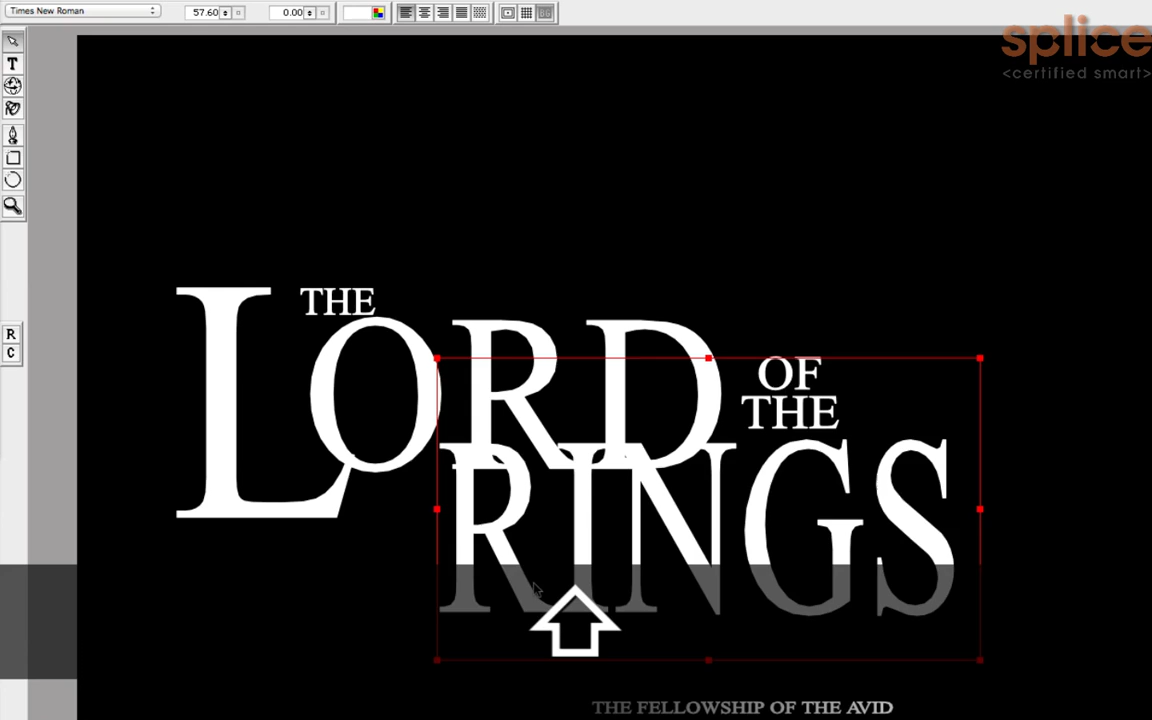 Times New Roman
57.60
0.00
splice
<certified smart>
T
R
C
THE
LORD
OF
THE
RINGS
THE FELLOWSHIP OF THE AVID